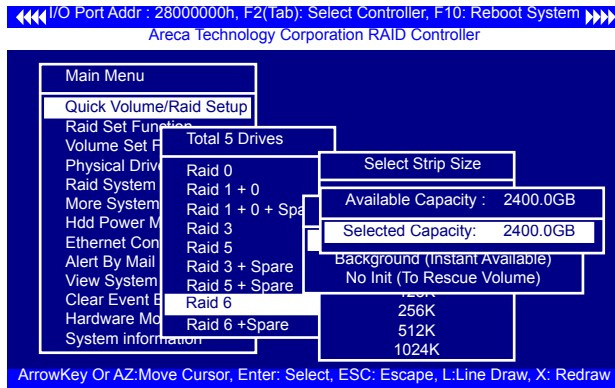 I/O Port Addr : 28000000h, F2(Tab): Select Controller, F10: Reboot System
Areca Technology Corporation RAID Controller
Main Menu
Quick Volume/Raid Setup
Raid Set Function
Volume Set F
Physical Driv
Raid System
More System
Hdd Power M
Ethernet Con
Alert By Mail
View System
Clear Event B
Hardware Mo
System information
Total 5 Drives
Raid 0
Raid 1 + 0
Raid 1 + 0 + Spa
Raid 3
Raid 5
Raid 3 + Spare
Raid 5 + Spare
Raid 6
Raid 6 +Spare
Select Strip Size
Available Capacity : 2400.0GB
Selected Capacity: 2400.0GB
Background (Instant Available)
No Init (To Rescue Volume)
128K
256K
512K
1024K
ArrowKey Or AZ:Move Cursor, Enter: Select, ESC: Escape, L:Line Draw, X: Redraw